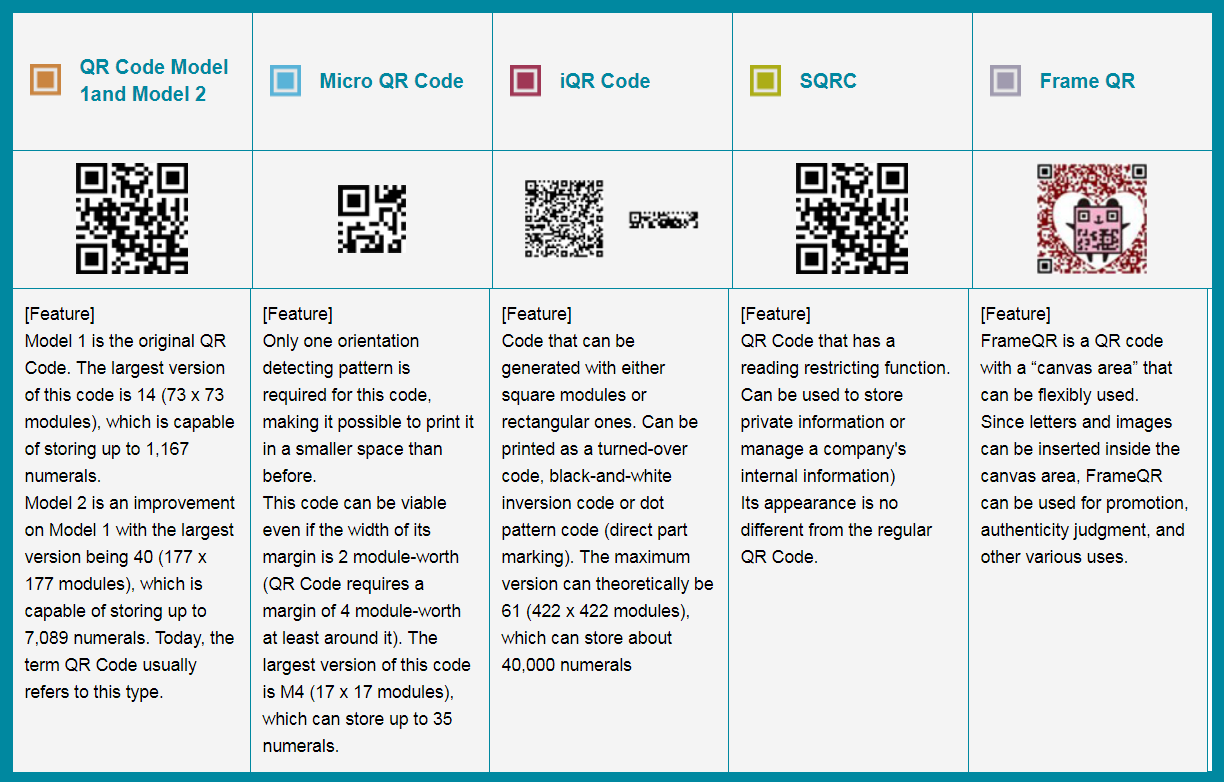 QR Code Model
1and Model 2
Micro QR Code
iQR Code
SQRC
Frame QR
[Feature]
Model 1 is the original QR
Code. The largest version
of this code is 14 (73 x 73
modules), which is capable
of storing up to 1,167
numerals.
Model 2 is an improvement
on Model 1 with the largest
version being 40 (177 x
177 modules), which is
capable of storing up to
7,089 numerals. Today, the
term QR Code usually
refers to this type.
[Feature]
Only one orientation
detecting pattern is
required for this code,
making it possible to print it
in a smaller space than
before.
This code can be viable
even if the width of its
margin is 2 module-worth
(QR Code requires a
margin of 4 module-worth
at least around it). The
largest version of this code
is M4 (17 x 17 modules),
which can store up to 35
numerals.
[Feature]
Code that can be
generated with either
square modules or
rectangular ones. Can be
printed as a turned-over
code, black-and-white
inversion code or dot
pattern code (direct part
marking). The maximum
version can theoretically be
61 (422 x 422 modules),
which can store about
40,000 numerals
[Feature]
QR Code that has a
reading restricting function.
Can be used to store
private information or
manage a company's
internal information)
Its appearance is no
different from the regular
QR Code.
[Feature]
FrameQR is a QR code
with a “canvas area” that
can be flexibly used.
Since letters and images
can be inserted inside the
canvas area, FrameQR
can be used for promotion,
authenticity judgment, and
other various uses.